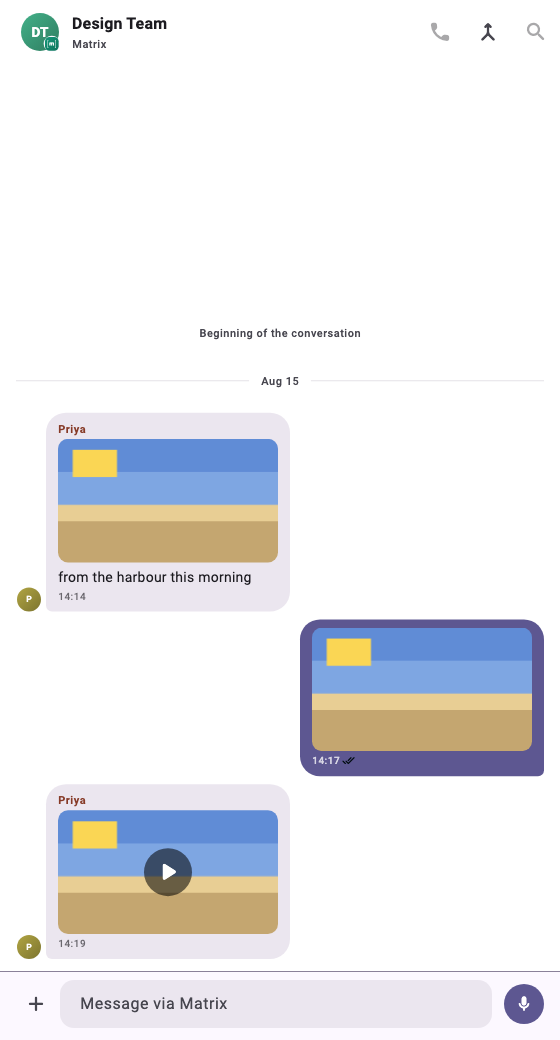 DT
[m]
Design Team
Matrix
Beginning of the conversation
Aug 15
Priya
from the harbour this morning
14:14
P
14:17
Priya
14:19
P
Message via Matrix